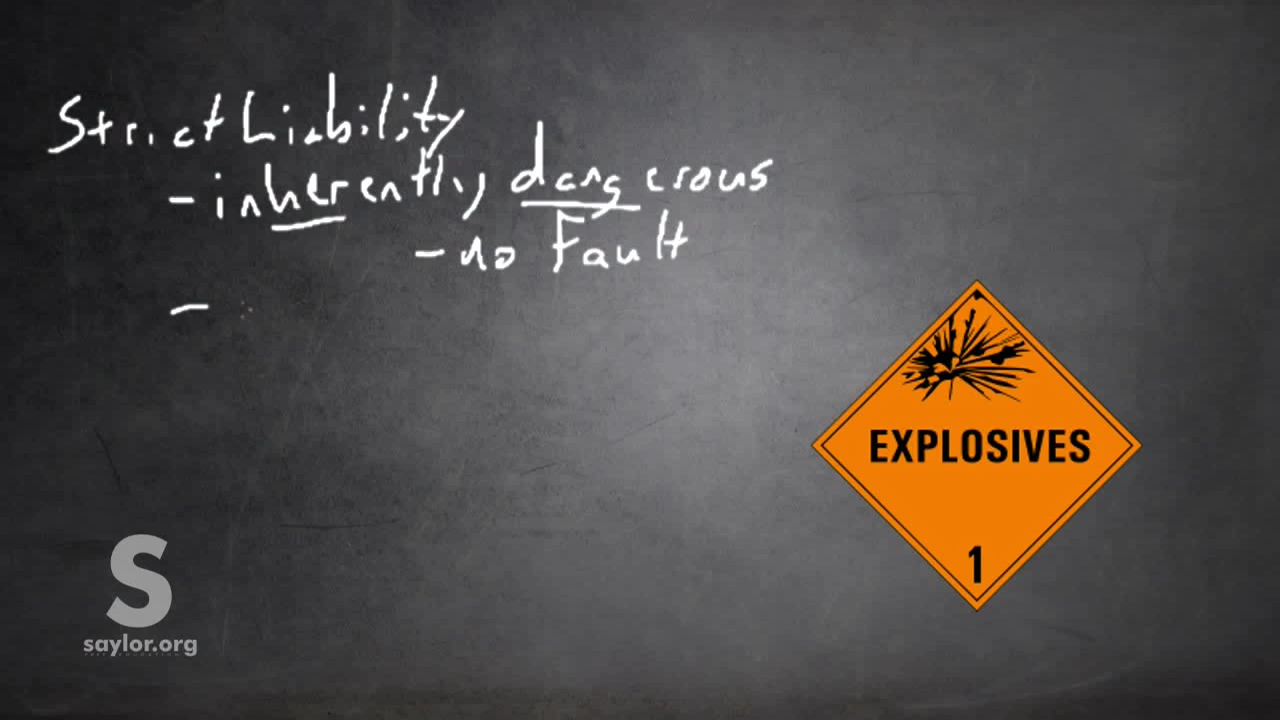 Strict Liability
- inherently dangerous
- no Fault
-
EXPLOSIVES
1
S
saylor.org